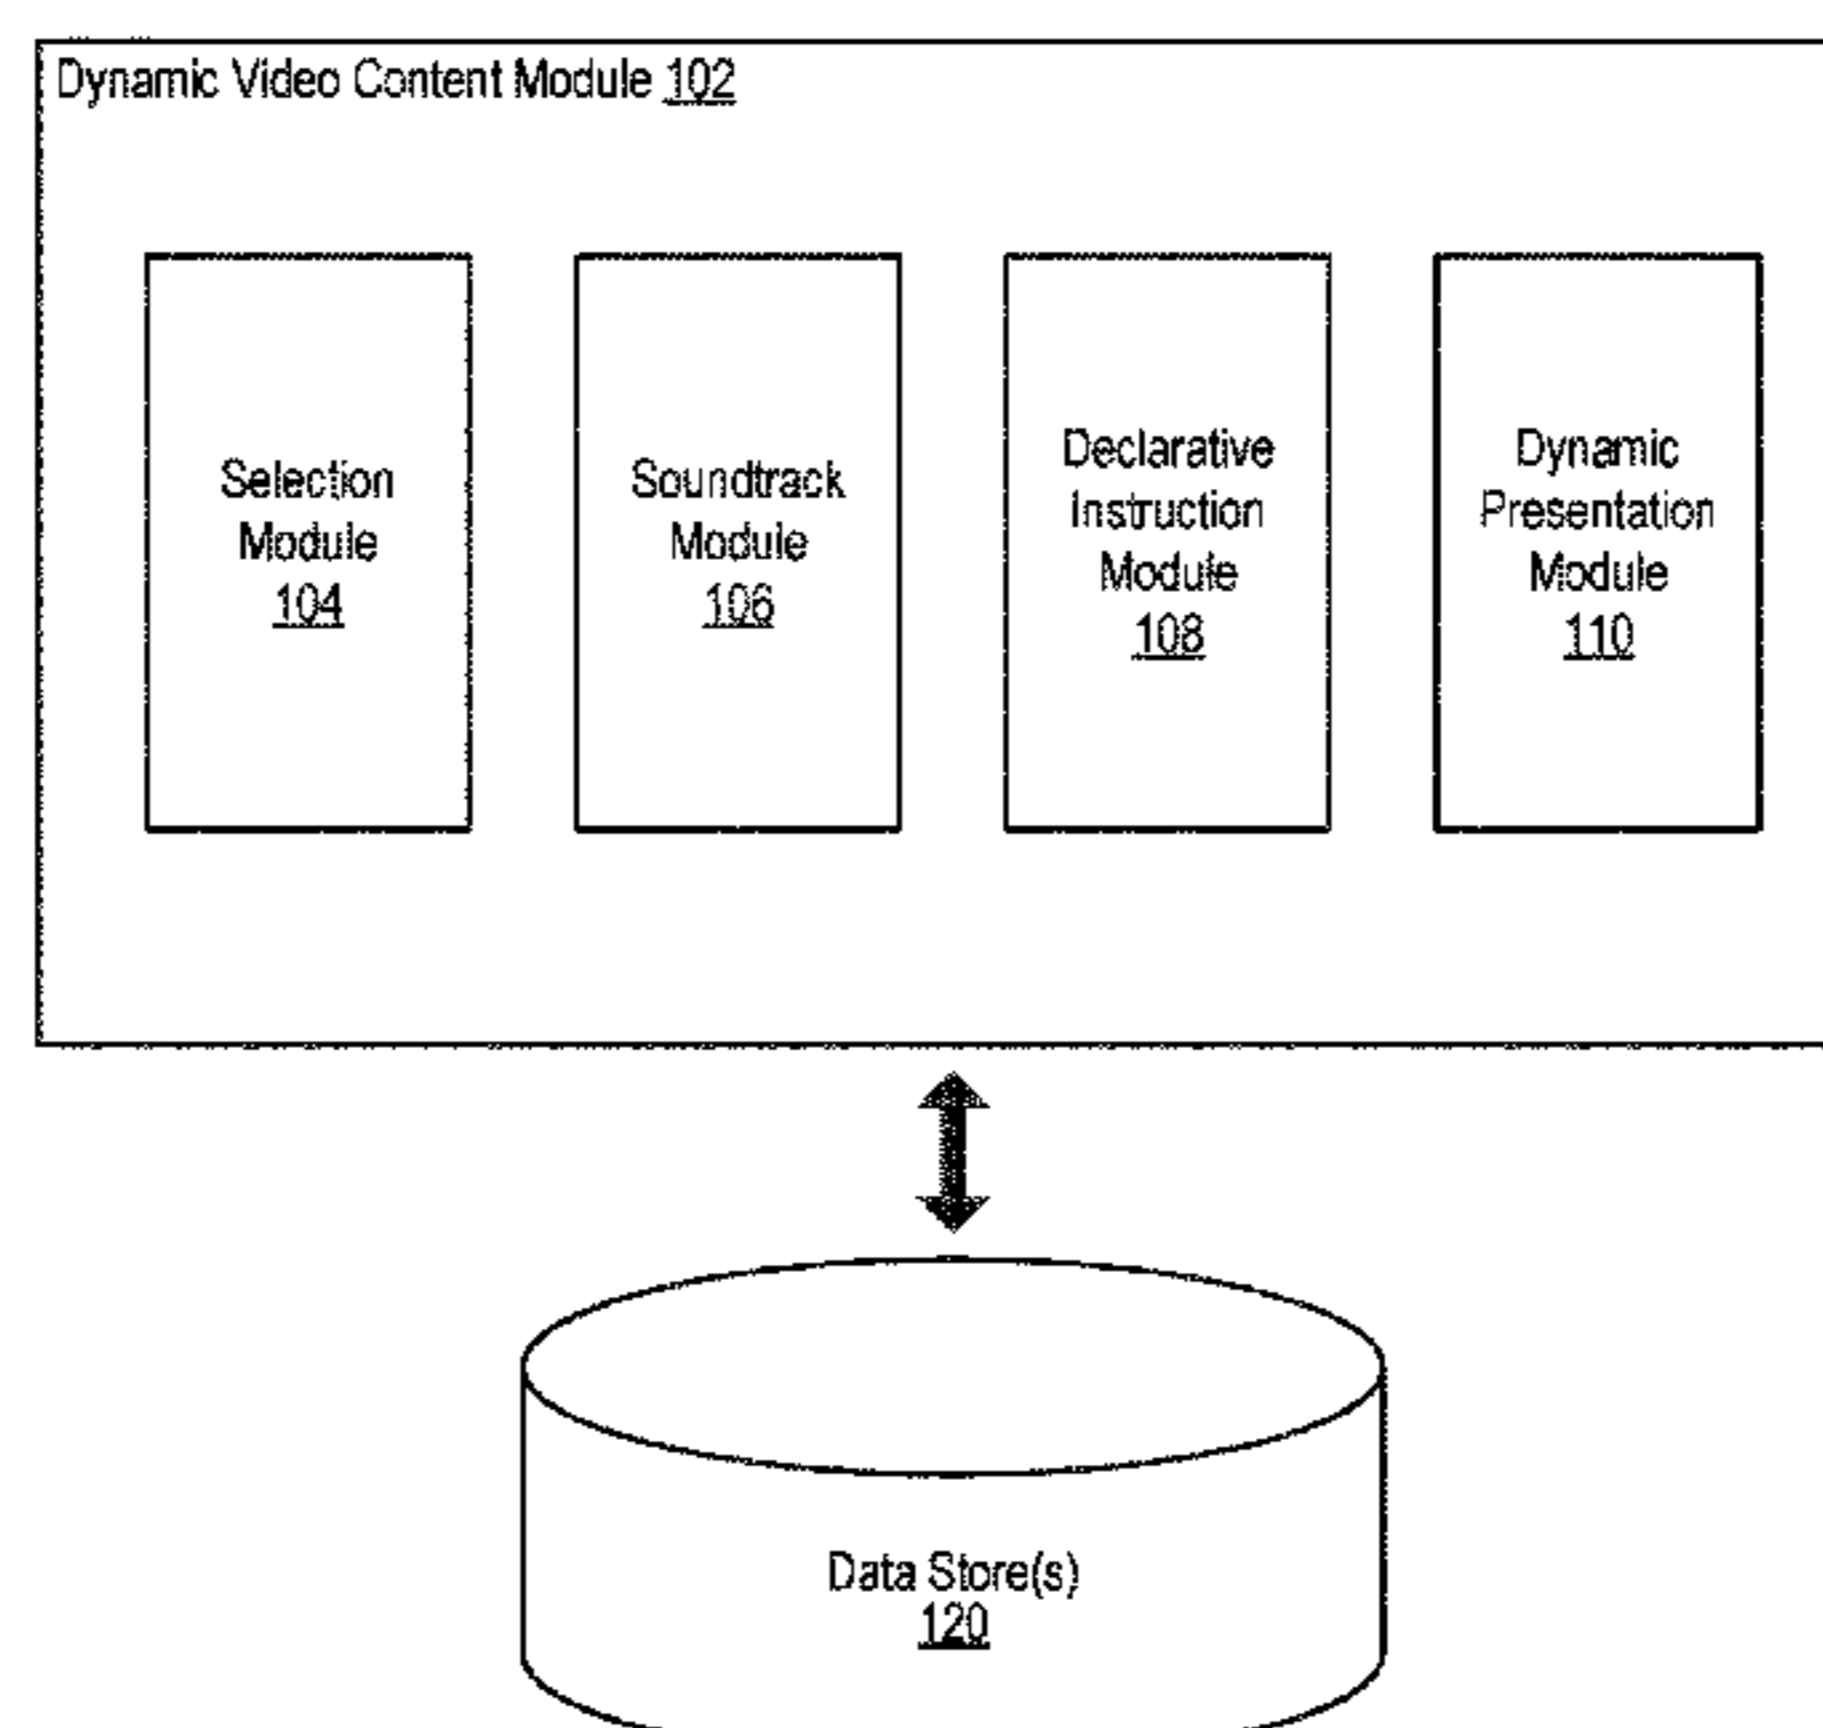 Dynamic Video Content Module 102
Selection
Module
104
Soundtrack
Module
106
Declarative
Instruction
Module
108
Dynamic
Presentation
Module
110
Data Store(s)
120